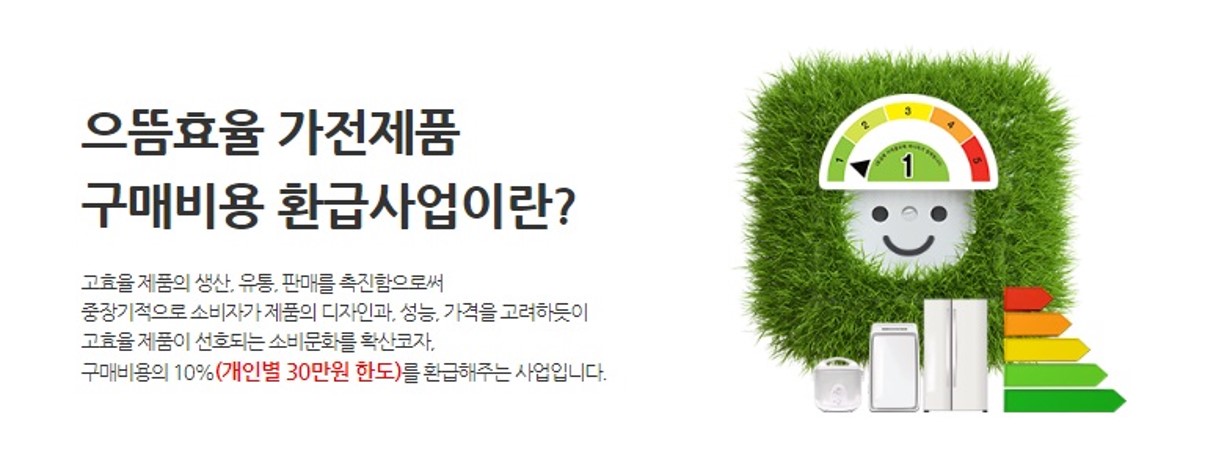 으뜸효율 가전제품
구매비용 환급사업이란?
고효율 제품의 생산, 유통, 판매를 촉진함으로써
중장기적으로 소비자가 제품의 디자인과, 성능, 가격을 고려하듯이
고효율 제품이 선호되는 소비문화를 확산코자,
구매비용의 10%(개인별 30만원 한도)를 환급해주는 사업입니다.
1
2
3
4
5
1